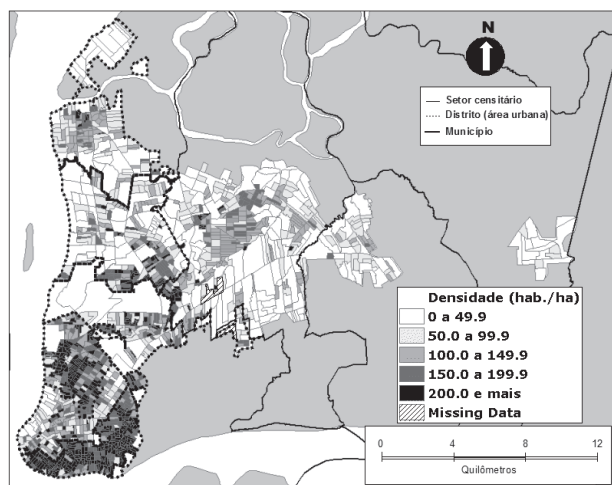 N
Setor censitário
Distrito (área urbana)
Município
Densidade (hab./ha)
0 a 49.9
50.0 a 99.9
100.0 a 149.9
150.0 a 199.9
200.0 e mais
Missing Data
0 4 8 12
Quilômetros